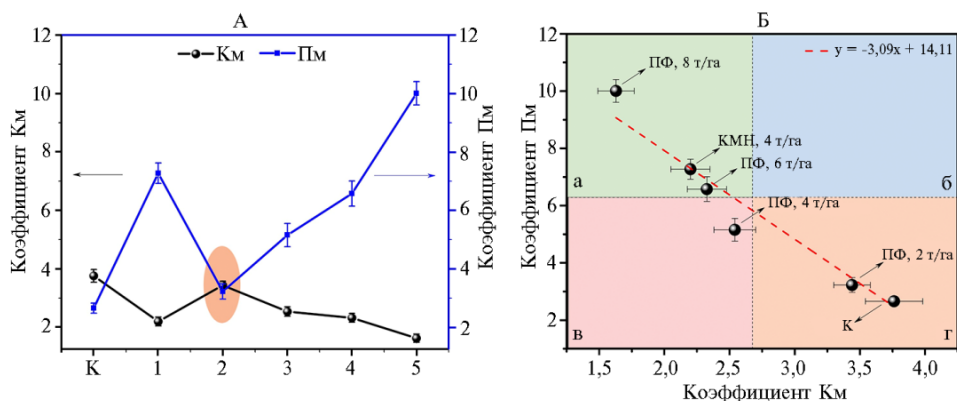 А
Км
Пм
Коэффициент Км
12
10
8
6
4
2
К
1
2
3
4
5
12
10
8
6
4
2
Коэффициент Пм
Б
y = -3,09x + 14,11
ПФ, 8 т/га
КМН, 4 т/га
ПФ, 6 т/га
ПФ, 4 т/га
ПФ, 2 т/га
К
а
б
в
г
Коэффициент Пм
12
10
8
6
4
2
1,5
2,0
2,5
3,0
3,5
4,0
Коэффициент Км